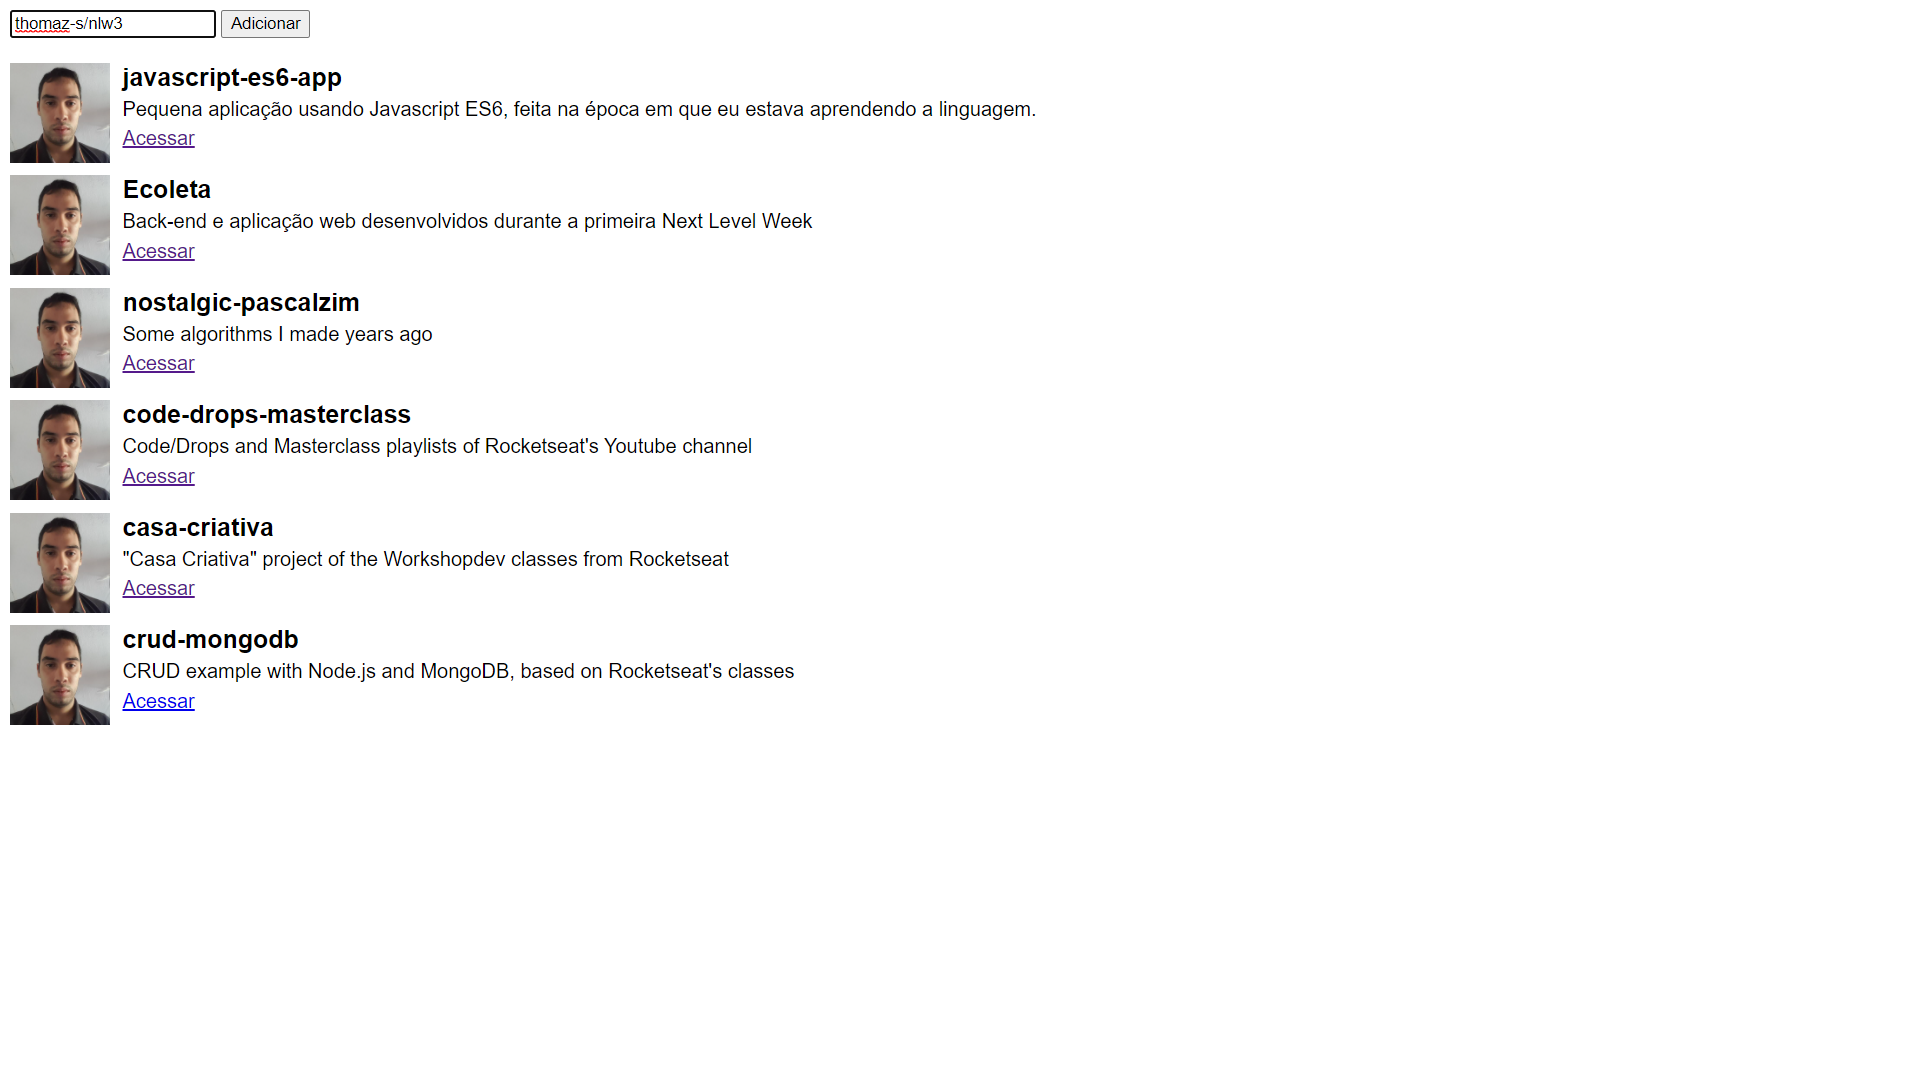 thomaz-s/nlw3 Adicionar
javascript-es6-app
Pequena aplicação usando Javascript ES6, feita na época em que eu estava aprendendo a linguagem.
Acessar
Ecoleta
Back-end e aplicação web desenvolvidos durante a primeira Next Level Week
Acessar
nostalgic-pascalzim
Some algorithms I made years ago
Acessar
code-drops-masterclass
Code/Drops and Masterclass playlists of Rocketseat's Youtube channel
Acessar
casa-criativa
"Casa Criativa" project of the Workshopdev classes from Rocketseat
Acessar
crud-mongodb
CRUD example with Node.js and MongoDB, based on Rocketseat's classes
Acessar